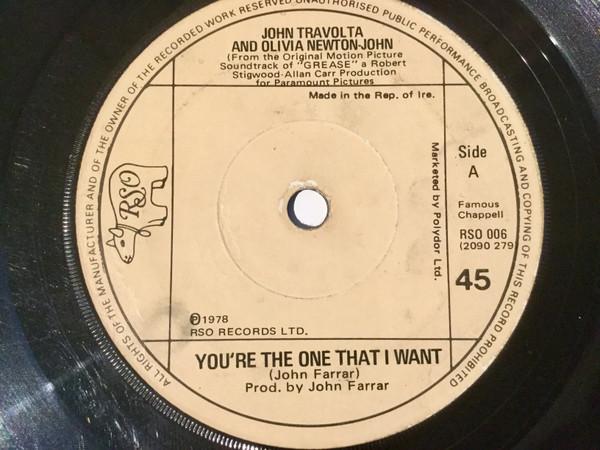 JOHN TRAVOLTA
AND OLIVIA NEWTON-JOHN
(From the Original Motion Picture
Soundtrack of "GREASE" a Robert
Stigwood-Allan Carr Production
for Paramount Pictures
Made in the Rep. of Ire.
RSO
Marketed by Polydor Ltd.
Side
A
Famous
Chappell
RSO 006
(2090 279)
45
℗1978
RSO RECORDS LTD.
YOU'RE THE ONE THAT I WANT
(John Farrar)
Prod. by John Farrar
ALL RIGHTS OF THE MANUFACTURER AND OF THE OWNER OF THE RECORDED WORK RESERVED UNAUTHORISED PUBLIC PERFORMANCE BROADCASTING AND COPYING OF THIS RECORD PROHIBITED